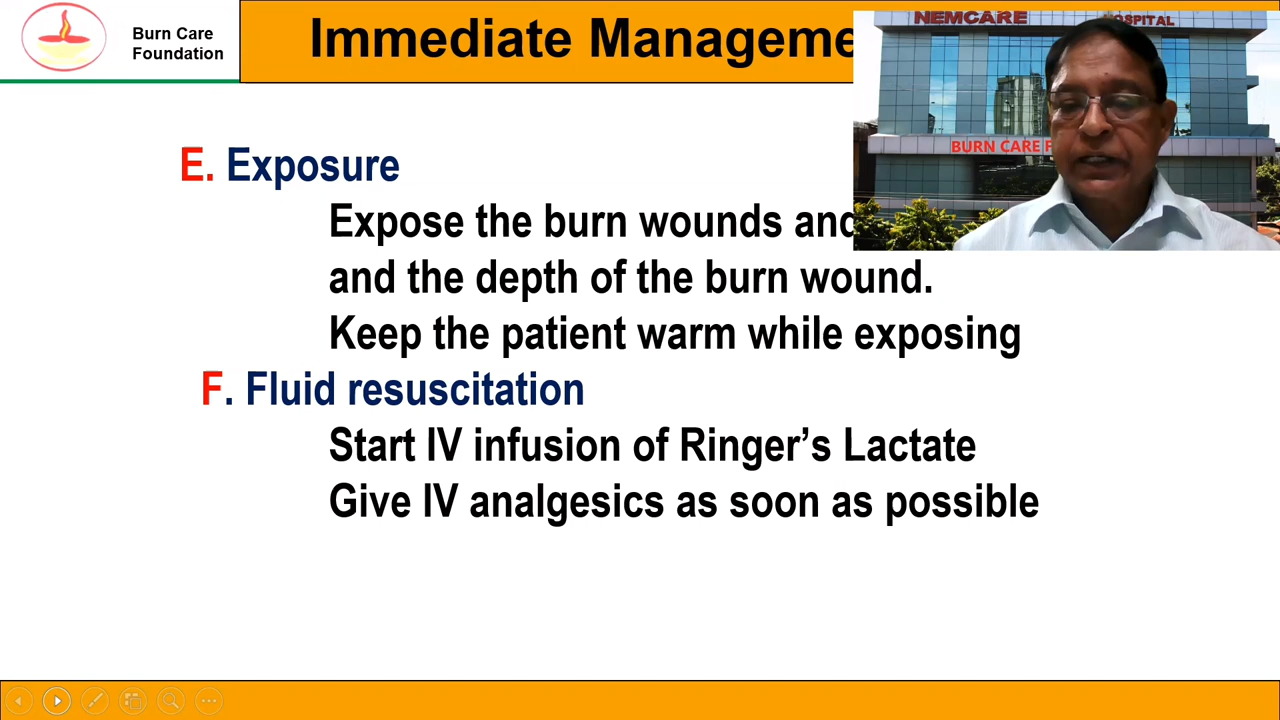 Burn Care
Foundation
Immediate Manageme
NEMCARE HOSPITAL
BURN CARE F
E. Exposure
Expose the burn wounds and
and the depth of the burn wound.
Keep the patient warm while exposing
F. Fluid resuscitation
Start IV infusion of Ringer’s Lactate
Give IV analgesics as soon as possible